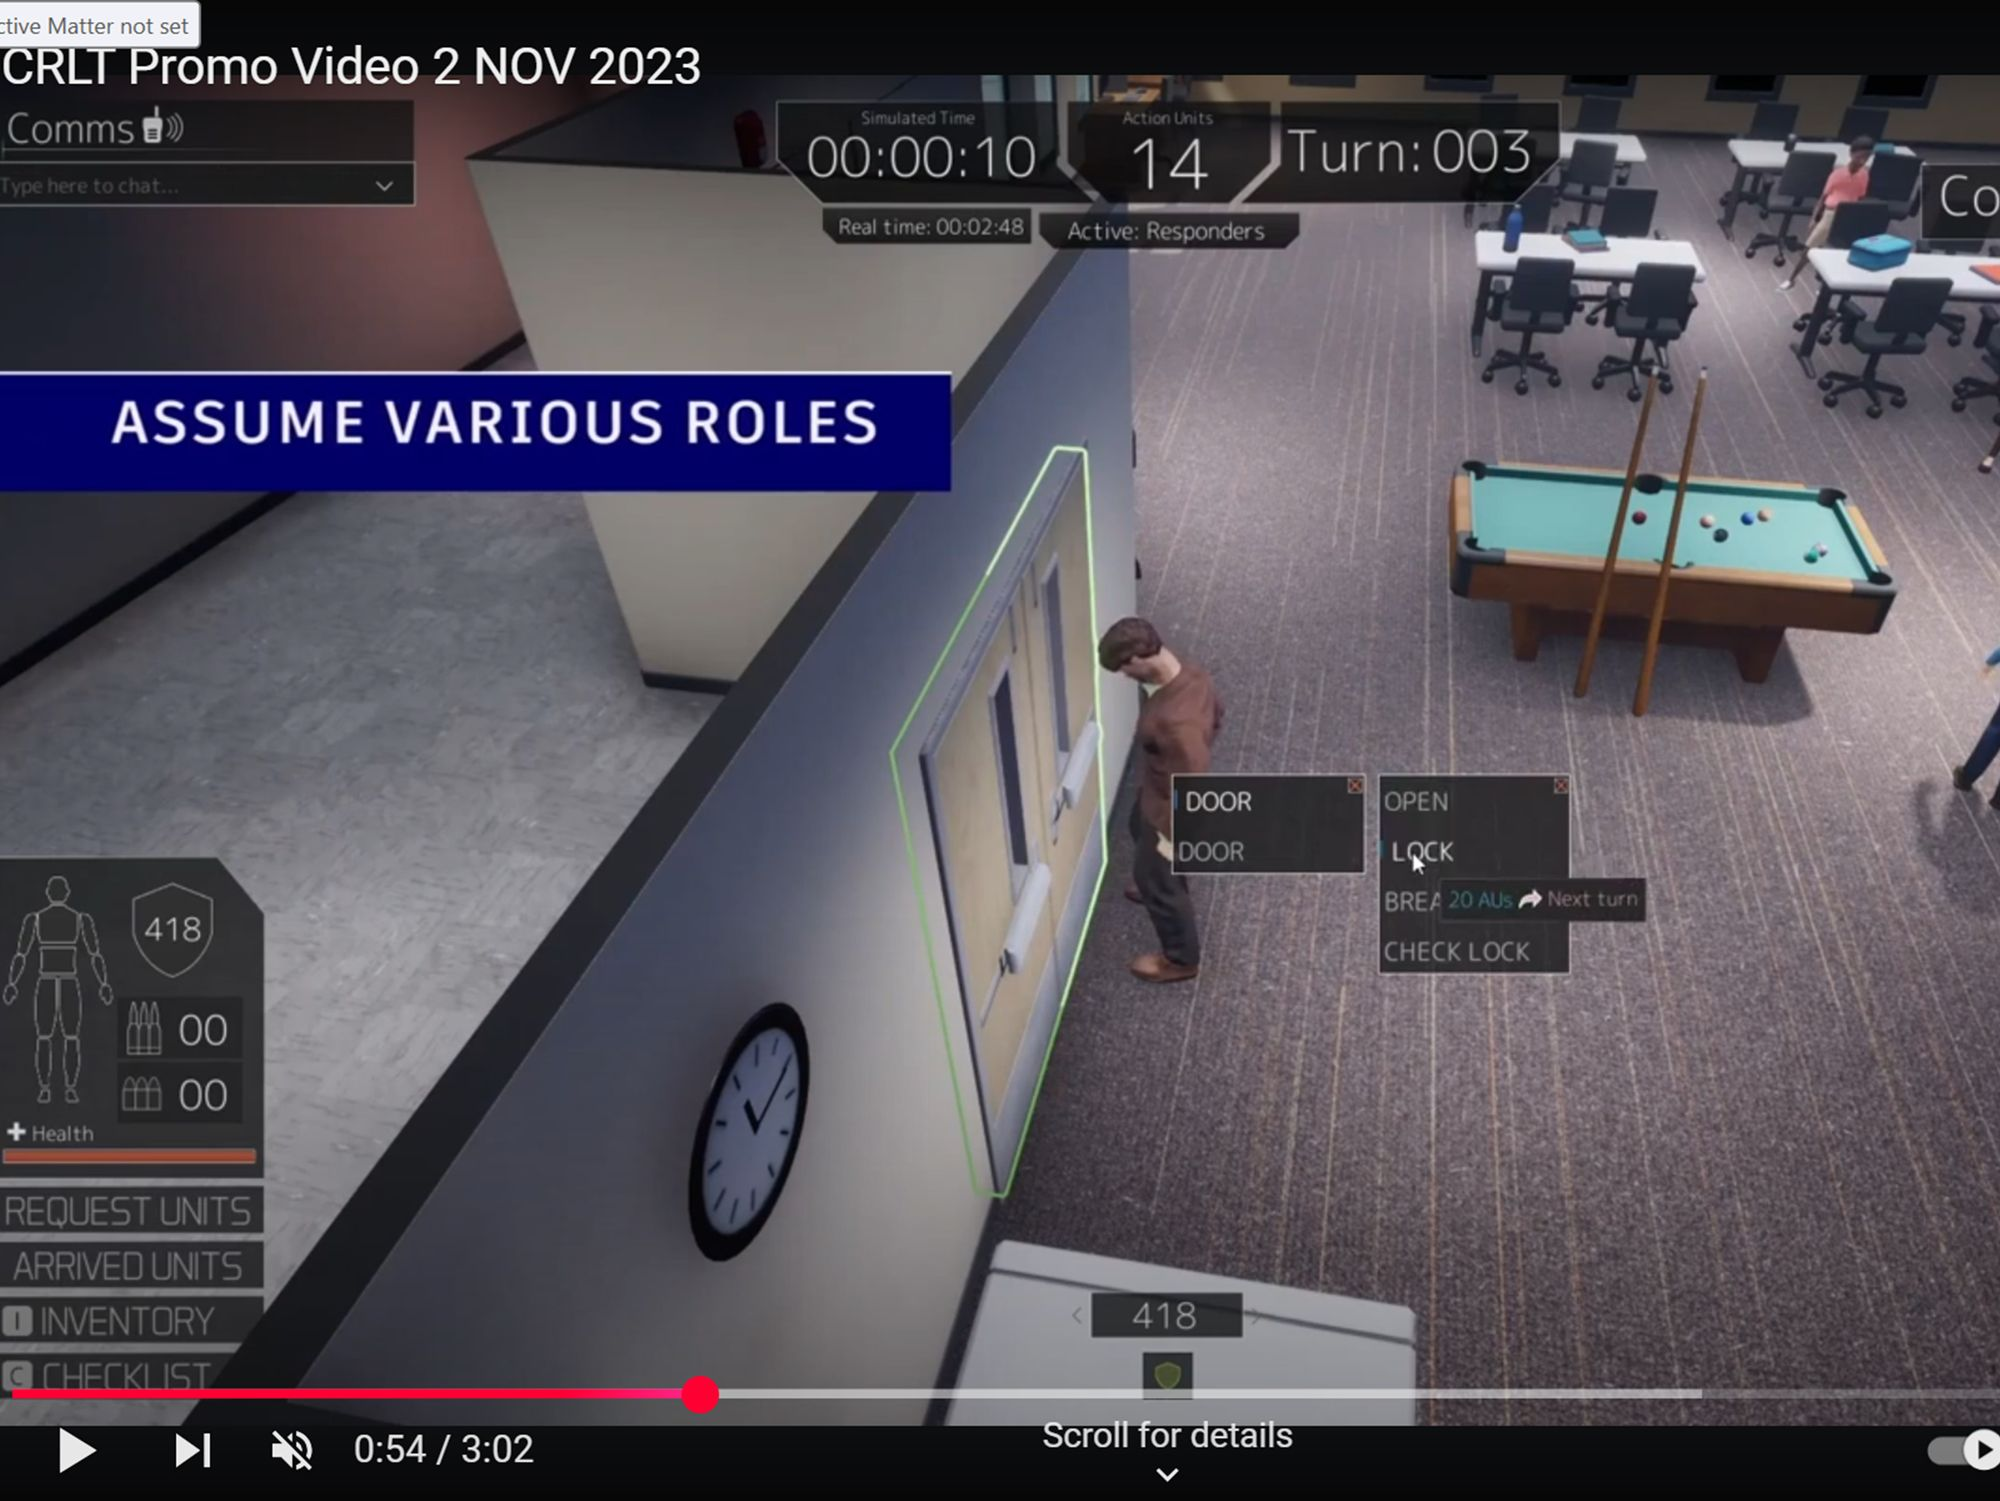 ctive Matter not set
CRLT Promo Video 2 NOV 2023
Comms
Type here to chat...
Simulated Time
00:00:10
Action Units
14
Turn: 003
Real time: 00:02:48
Active: Responders
Co
ASSUME VARIOUS ROLES
DOOR
DOOR
OPEN
LOCK
BREA
20 AUs
Next turn
CHECK LOCK
418
00
00
+ Health
REQUEST UNITS
ARRIVED UNITS
I INVENTORY
C CHECKLIST
< 418 >
0:54 / 3:02
Scroll for details